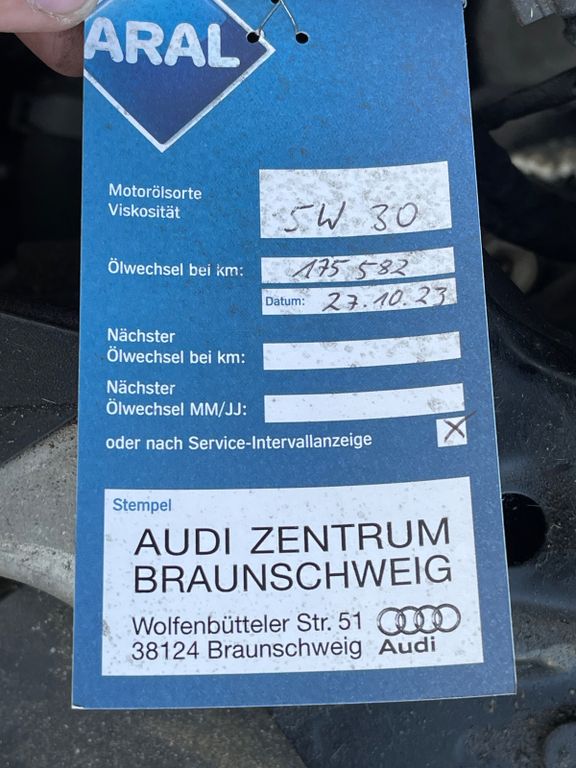 ARAL
Motorölsorte
Viskosität
5W 30
Ölwechsel bei km:
175 582
Datum: 27.10.23
Nächster
Ölwechsel bei km:
Nächster
Ölwechsel MM/JJ:
oder nach Service-Intervallanzeige X
Stempel
AUDI ZENTRUM
BRAUNSCHWEIG
Wolfenbütteler Str. 51
38124 Braunschweig Audi